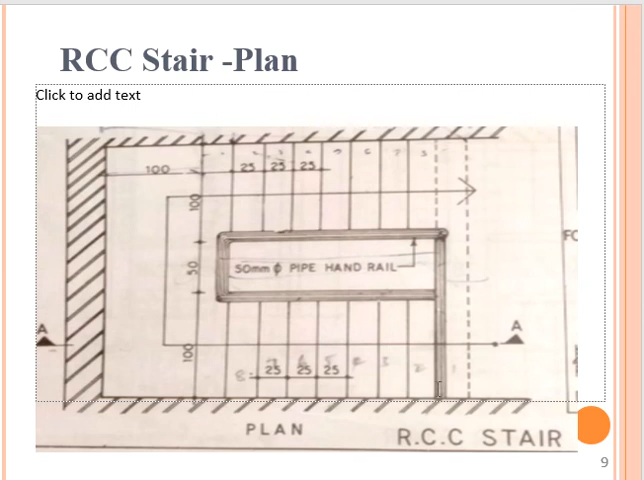 RCC Stair -Plan
Click to add text
100
25 25 25
100
50mm ϕ PIPE HAND RAIL
50
A
A
100
25 25 25
PLAN
R.C.C STAIR
9